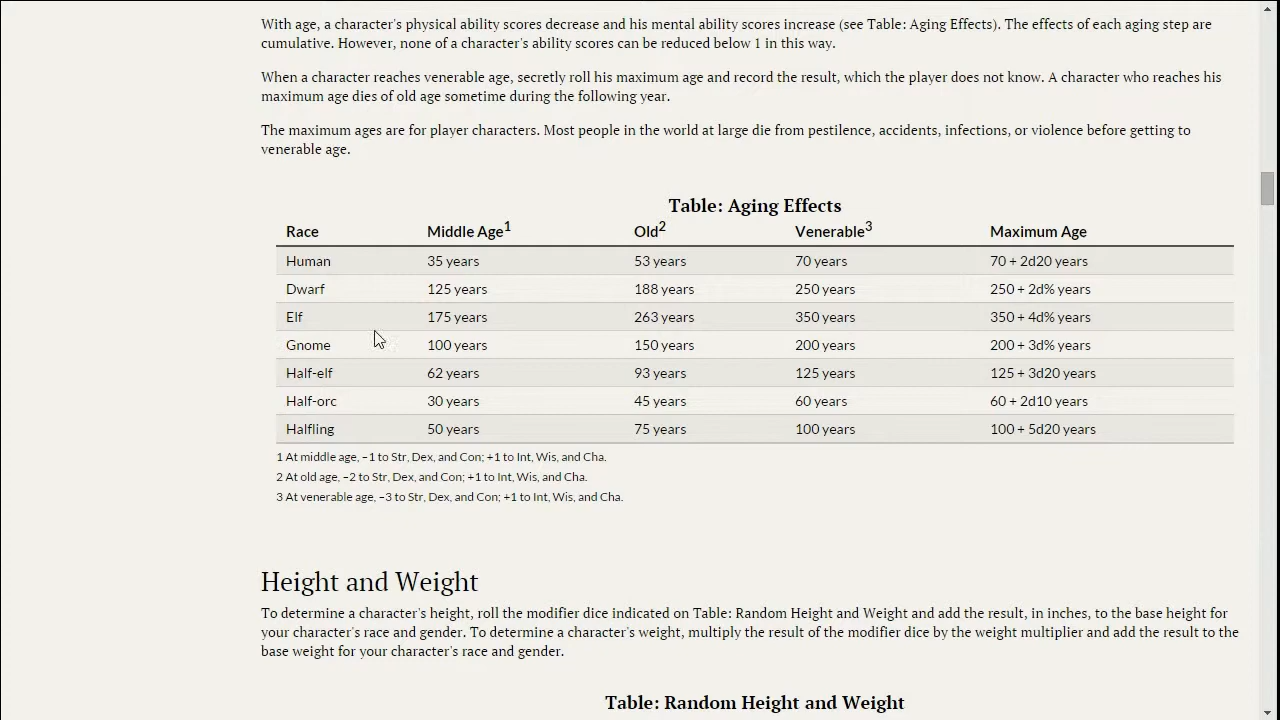 With age, a character's physical ability scores decrease and his mental ability scores increase (see Table: Aging Effects). The effects of each aging step are
cumulative. However, none of a character's ability scores can be reduced below 1 in this way.
When a character reaches venerable age, secretly roll his maximum age and record the result, which the player does not know. A character who reaches his
maximum age dies of old age sometime during the following year.
The maximum ages are for player characters. Most people in the world at large die from pestilence, accidents, infections, or violence before getting to
venerable age.
Table: Aging Effects
Race Middle Age1 Old2 Venerable3 Maximum Age
Human 35 years 53 years 70 years 70 + 2d20 years
Dwarf 125 years 188 years 250 years 250 + 2d% years
Elf 175 years 263 years 350 years 350 + 4d% years
Gnome 100 years 150 years 200 years 200 + 3d% years
Half-elf 62 years 93 years 125 years 125 + 3d20 years
Half-orc 30 years 45 years 60 years 60 + 2d10 years
Halfling 50 years 75 years 100 years 100 + 5d20 years
1 At middle age, −1 to Str, Dex, and Con; +1 to Int, Wis, and Cha.
2 At old age, −2 to Str, Dex, and Con; +1 to Int, Wis, and Cha.
3 At venerable age, −3 to Str, Dex, and Con; +1 to Int, Wis, and Cha.
Height and Weight
To determine a character's height, roll the modifier dice indicated on Table: Random Height and Weight and add the result, in inches, to the base height for
your character's race and gender. To determine a character's weight, multiply the result of the modifier dice by the weight multiplier and add the result to the
base weight for your character's race and gender.
Table: Random Height and Weight